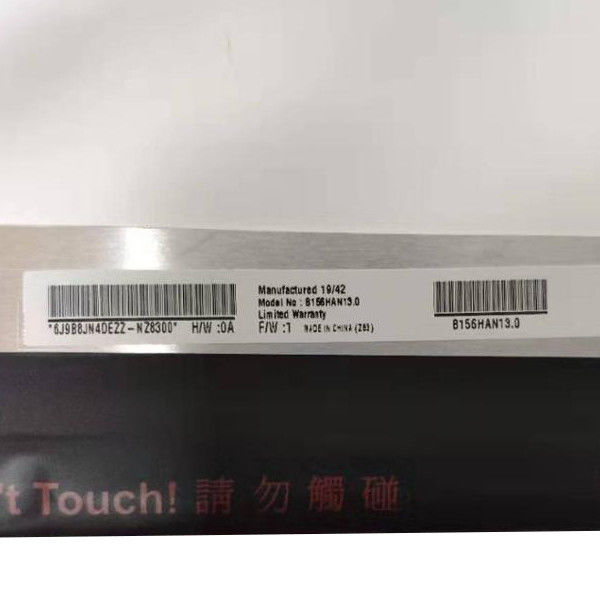 Manufactured 19/42
Model No : B156HAN13.0
Limited Warranty
*6J9B8JN4DEZZ-NZ8300* H/W :0A F/W :1 MADE IN CHINA (Z83)
B156HAN13.0
't Touch! 請勿觸碰